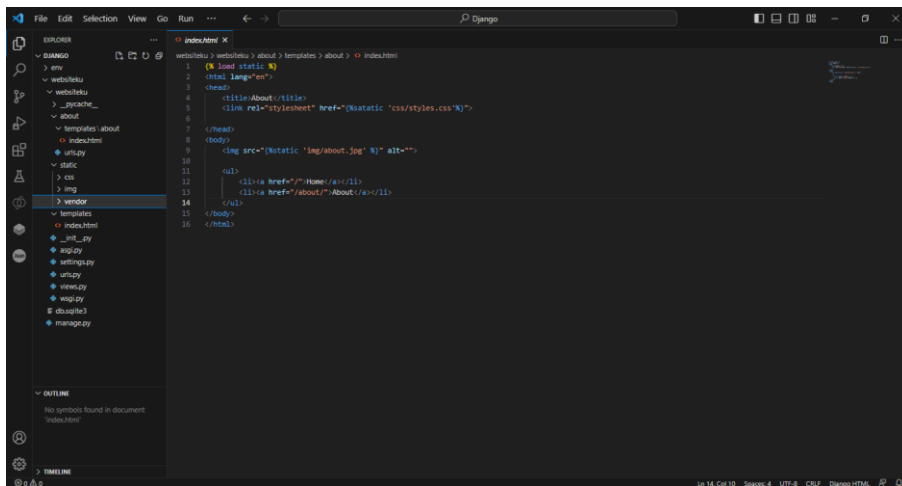 File Edit Selection View Go Run ... Django
EXPLORER ...
DJANGO
env
websiteku
websiteku
__pycache__
about
templates \ about
index.html
urls.py
static
css
img
vendor
templates
index.html
__init__.py
asgi.py
settings.py
urls.py
views.py
wsgi.py
db.sqlite3
manage.py
OUTLINE
No symbols found in document
'index.html'
TIMELINE
index.html
websiteku > websiteku > about > templates > about > index.html
1 {% load static %}
2 <html lang="en">
3 <head>
4 <title>About</title>
5 <link rel="stylesheet" href="{%satatic 'css/styles.css'%}">
6
7 </head>
8 <body>
9 <img src="{%static 'img/about.jpg' %}" alt="">
10
11 <ul>
12 <li><a href="/">Home</a></li>
13 <li><a href="/about/">About</a></li>
14 </ul>
15 </body>
16 </html>
0 0 Ln 14, Col 10 Spaces: 4 UTF-8 CRLF Django HTML